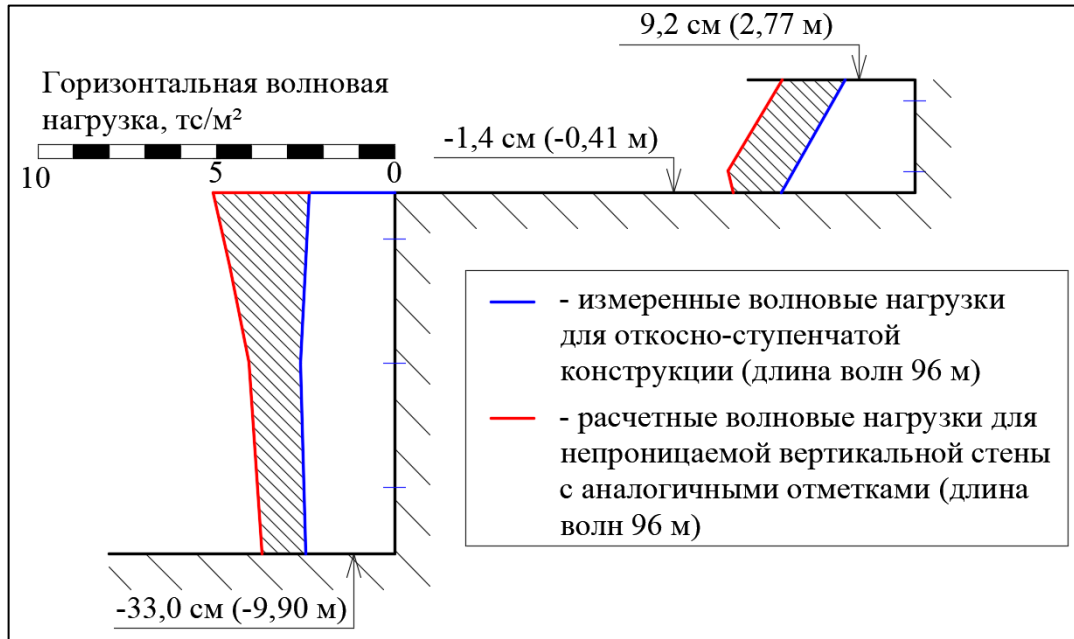 9,2 см (2,77 м)
Горизонтальная волновая
нагрузка, тс/м²
-1,4 см (-0,41 м)
10
5
0
- измеренные волновые нагрузки
для откосно-ступенчатой
конструкции (длина волн 96 м)
- расчетные волновые нагрузки для
непроницаемой вертикальной стены
с аналогичными отметками (длина
волн 96 м)
-33,0 см (-9,90 м)